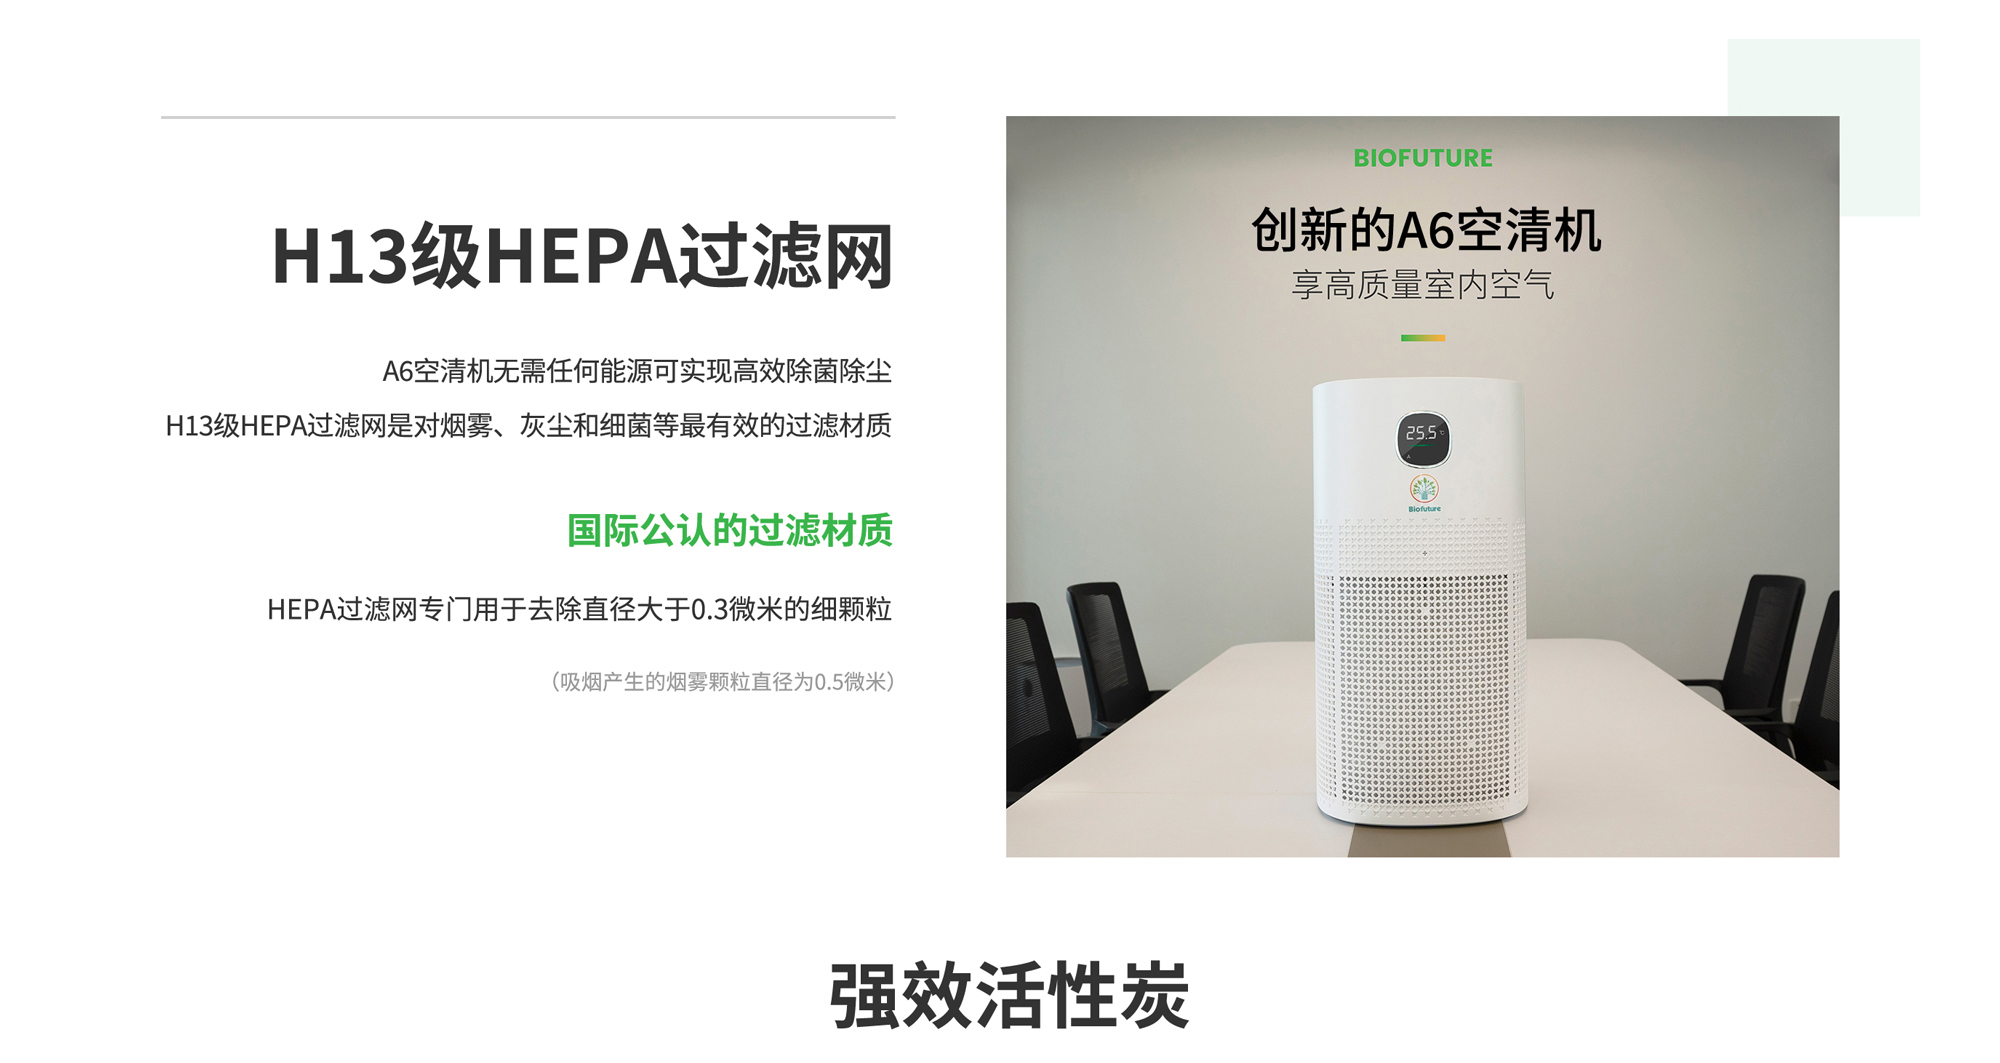 H13级HEPA过滤网
A6空清机无需任何能源可实现高效除菌除尘
H13级HEPA过滤网是对烟雾、灰尘和细菌等最有效的过滤材质
国际公认的过滤材质
HEPA过滤网专门用于去除直径大于0.3微米的细颗粒
（吸烟产生的烟雾颗粒直径为0.5微米）
BIOFUTURE
创新的A6空清机
享高质量室内空气
25.5℃
A
Biofuture
强效活性炭